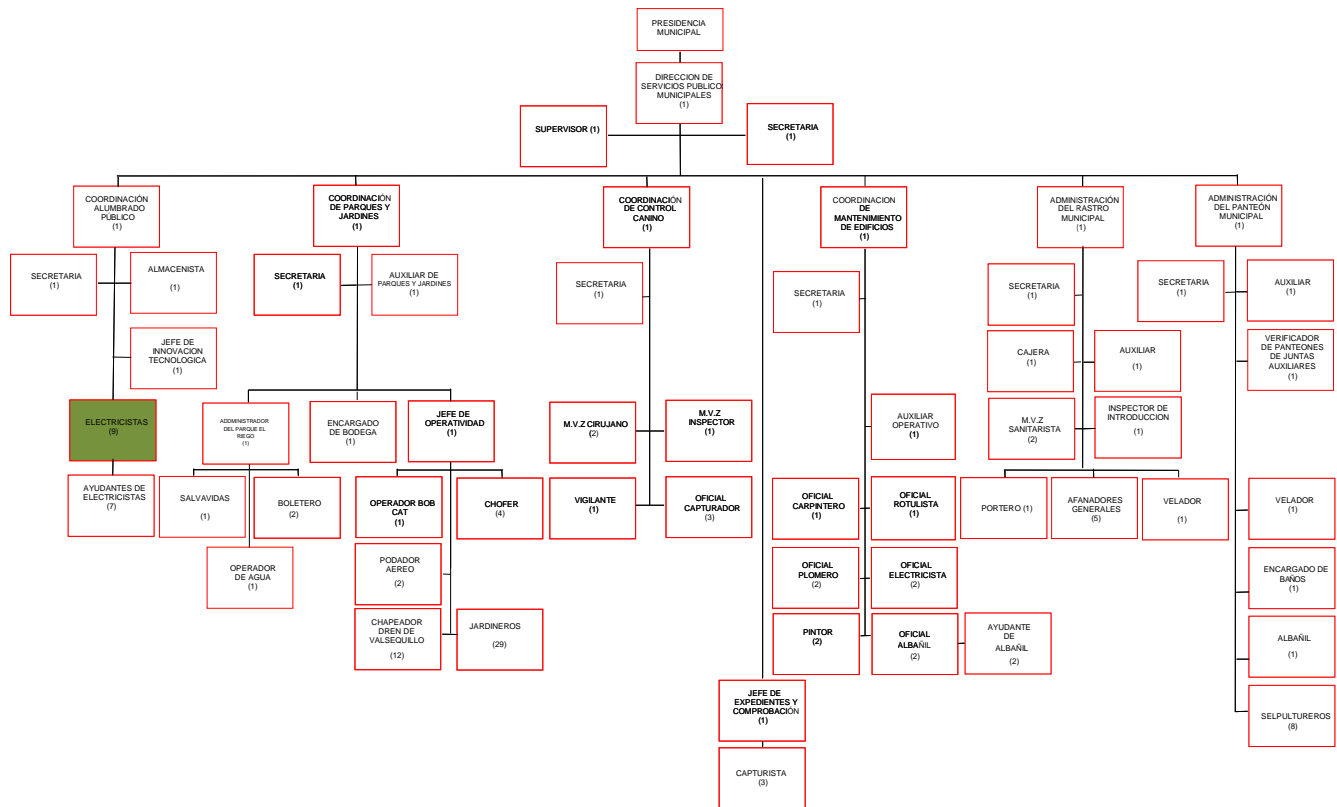 PRESIDENCIA
MUNICIPAL
DIRECCION DE
SERVICIOS PUBLICO
MUNICIPALES
(1)
SUPERVISOR (1)
SECRETARIA
(1)
COORDINACIÓN
ALUMBRADO
PÚBLICO
(1)
SECRETARIA
(1)
ALMACENISTA
(1)
JEFE DE
INNOVACION
TECNOLOGICA
(1)
ELECTRICISTAS
(9)
AYUDANTES DE
ELECTRICISTAS
(7)
COORDINACIÓN
DE PARQUES Y
JARDINES
(1)
SECRETARIA
(1)
AUXILIAR DE
PARQUES Y JARDINES
(1)
ADDMINISTRADOR
DEL PARQUE EL
RIEGO
(1)
SALVAVIDAS
(1)
BOLETERO
(2)
OPERADOR
DE AGUA
(1)
ENCARGADO
DE BODEGA
(1)
JEFE DE
OPERATIVIDAD
(1)
OPERADOR BOB
CAT
(1)
CHOFER
(4)
PODADOR
AEREO
(2)
CHAPEADOR
DREN DE
VALSEQUILLO
(12)
JARDINEROS
(29)
COORDINACIÓN
DE CONTROL
CANINO
(1)
SECRETARIA
(1)
M.V.Z CIRUJANO
(2)
M.V.Z
INSPECTOR
(1)
VIGILANTE
(1)
OFICIAL
CAPTURADOR
(3)
JEFE DE
EXPEDIENTES Y
COMPROBACIÓN
(1)
CAPTURISTA
(3)
COORDINACION
DE
MANTENIMIENTO
DE EDIFICIOS
(1)
SECRETARIA
(1)
AUXILIAR
OPERATIVO
(1)
OFICIAL
CARPINTERO
(1)
OFICIAL
ROTULISTA
(1)
OFICIAL
PLOMERO
(2)
OFICIAL
ELECTRICISTA
(2)
PINTOR
(2)
OFICIAL
ALBAÑIL
(2)
AYUDANTE
DE
ALBAÑIL
(2)
ADMINISTRACIÓN
DEL RASTRO
MUNICIPAL
(1)
SECRETARIA
(1)
CAJERA
(1)
AUXILIAR
(1)
M.V.Z
SANITARISTA
(2)
INSPECTOR DE
INTRODUCCION
(1)
PORTERO (1)
AFANADORES
GENERALES
(5)
VELADOR
(1)
ADMINISTRACIÓN
DEL PANTEÓN
MUNICIPAL
(1)
SECRETARIA
(1)
AUXILIAR
(1)
VERIFICADOR
DE PANTEONES
DE JUNTAS
AUXILIARES
(1)
VELADOR
(1)
ENCARGADO DE
BAÑOS
(1)
ALBAÑIL
(1)
SELPULTUREROS
(8)